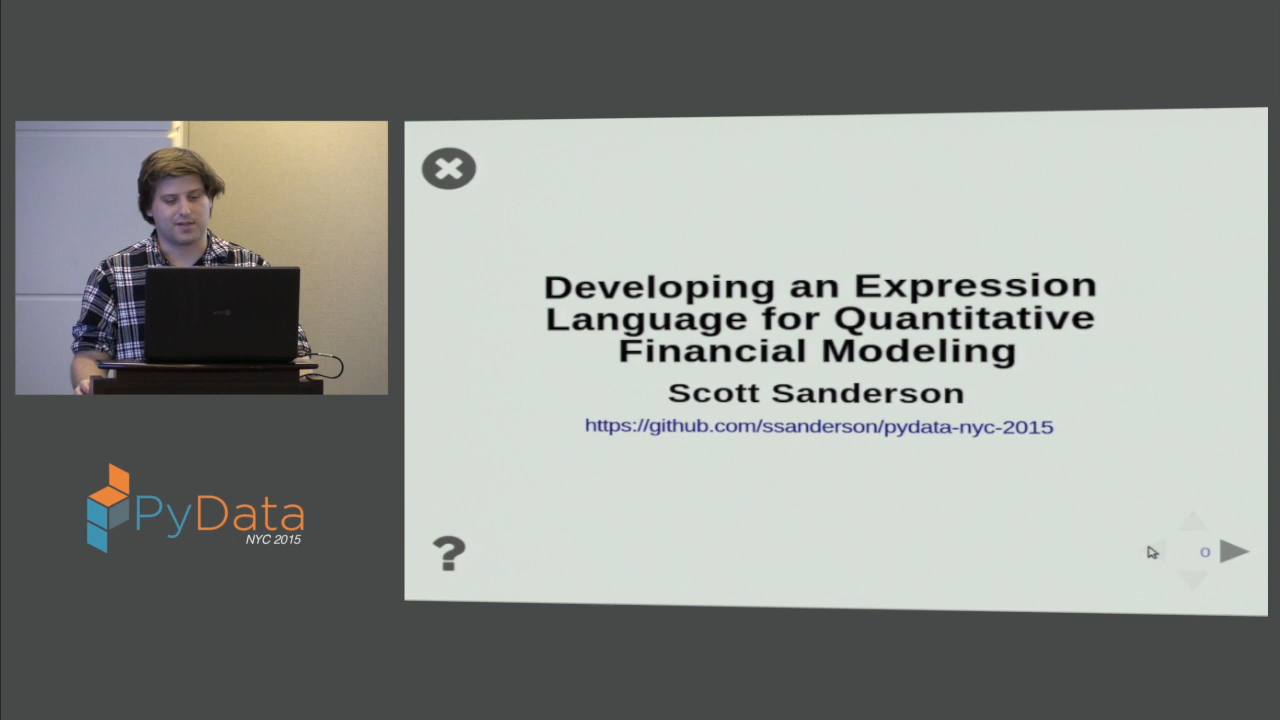 Developing an Expression
Language for Quantitative
Financial Modeling
Scott Sanderson
https://github.com/ssanderson/pydata-nyc-2015
PyData
NYC 2015
?